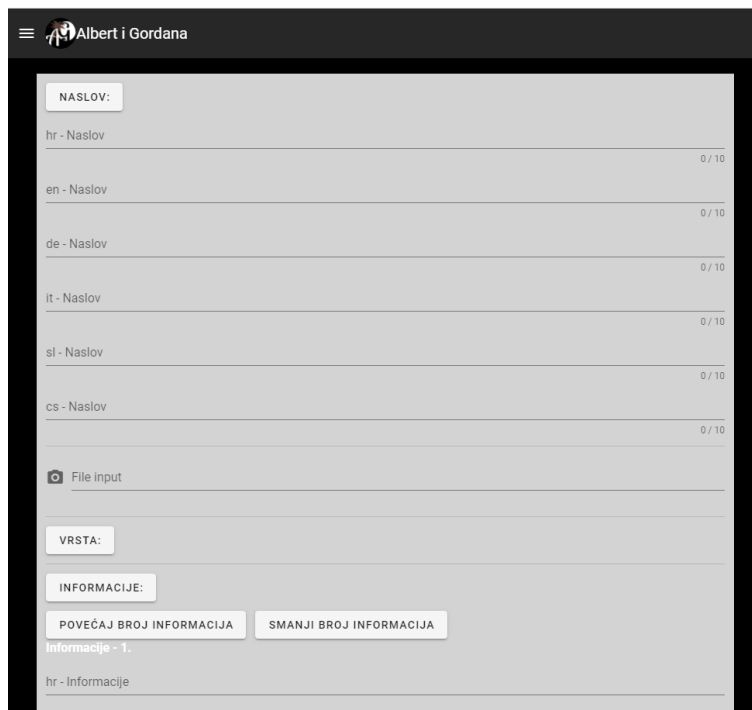 Albert i Gordana
NASLOV:
hr - Naslov
0 / 10
en - Naslov
0 / 10
de - Naslov
0 / 10
it - Naslov
0 / 10
sl - Naslov
0 / 10
cs - Naslov
0 / 10
File input
VRSTA:
INFORMACIJE:
POVEĆAJ BROJ INFORMACIJA SMANJI BROJ INFORMACIJA
Informacije - 1.
hr - Informacije